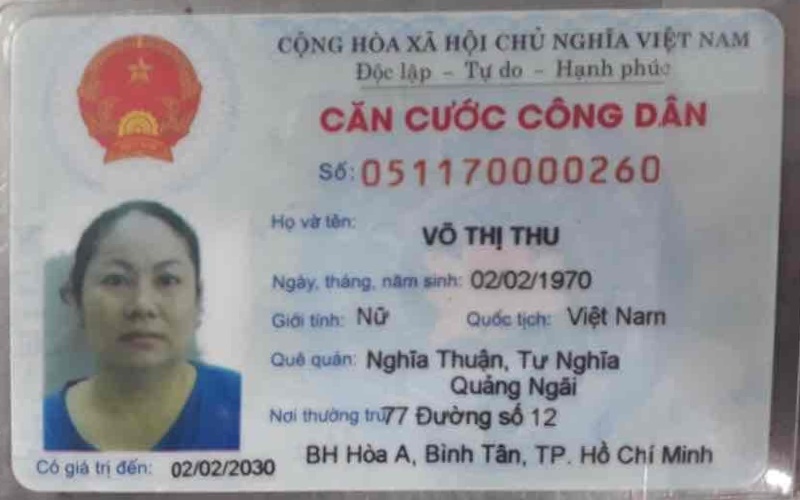 CỘNG HÒA XÃ HỘI CHỦ NGHĨA VIỆT NAM
Độc lập - Tự do - Hạnh phúc
CĂN CƯỚC CÔNG DÂN
Số: 051170000260
Họ và tên: VÕ THỊ THU
Ngày, tháng, năm sinh: 02/02/1970
Giới tính: Nữ Quốc tịch: Việt Nam
Quê quán: Nghĩa Thuận, Tư Nghĩa
Quảng Ngãi
Nơi thường trú 77 Đường số 12
BH Hòa A, Bình Tân, TP. Hồ Chí Minh
Có giá trị đến: 02/02/2030